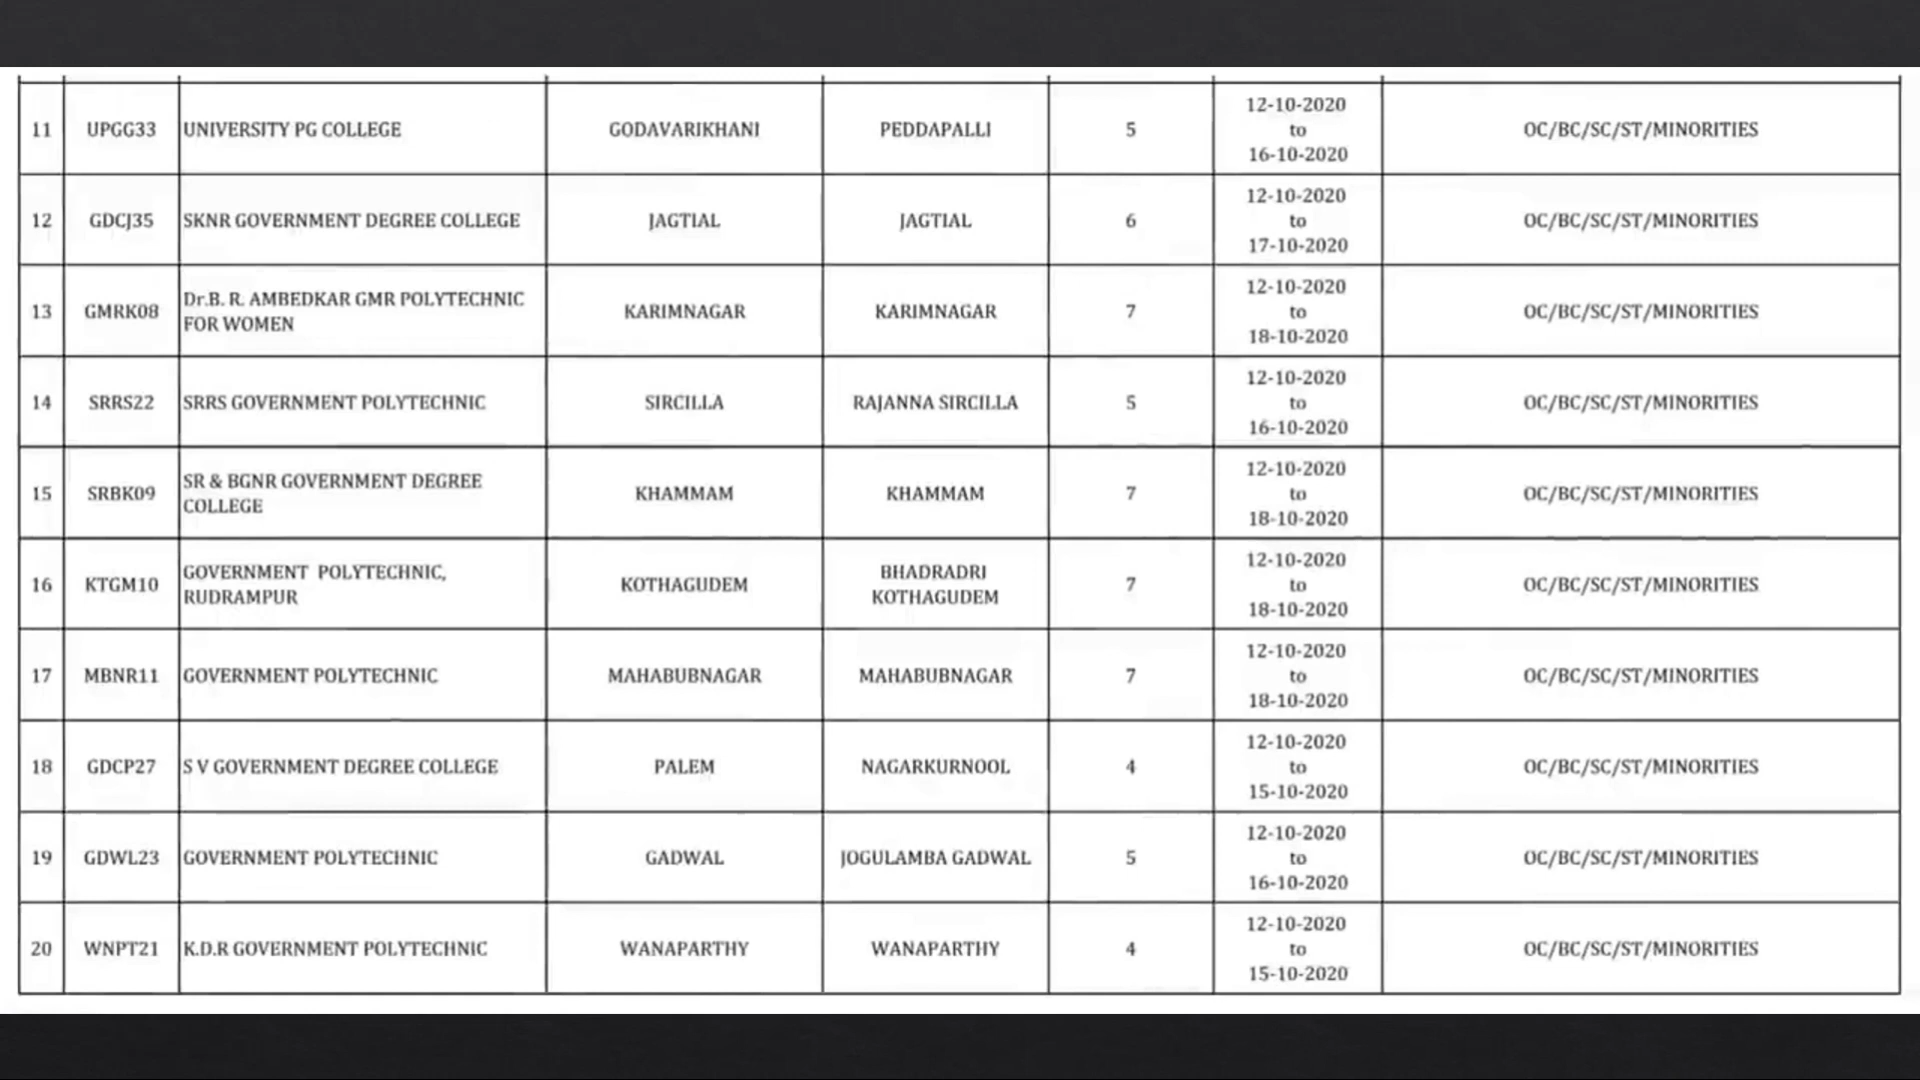 11 UPGG33 UNIVERSITY PG COLLEGE GODAVARIKHANI PEDDAPALLI 5 12-10-2020 to 16-10-2020 OC/BC/SC/ST/MINORITIES
12 GDCJ35 SKNR GOVERNMENT DEGREE COLLEGE JAGTIAL JAGTIAL 6 12-10-2020 to 17-10-2020 OC/BC/SC/ST/MINORITIES
13 GMRK08 Dr.B. R. AMBEDKAR GMR POLYTECHNIC FOR WOMEN KARIMNAGAR KARIMNAGAR 7 12-10-2020 to 18-10-2020 OC/BC/SC/ST/MINORITIES
14 SRRS22 SRRS GOVERNMENT POLYTECHNIC SIRCILLA RAJANNA SIRCILLA 5 12-10-2020 to 16-10-2020 OC/BC/SC/ST/MINORITIES
15 SRBK09 SR & BGNR GOVERNMENT DEGREE COLLEGE KHAMMAM KHAMMAM 7 12-10-2020 to 18-10-2020 OC/BC/SC/ST/MINORITIES
16 KTGM10 GOVERNMENT POLYTECHNIC, RUDRAMPUR KOTHAGUDEM BHADRADRI KOTHAGUDEM 7 12-10-2020 to 18-10-2020 OC/BC/SC/ST/MINORITIES
17 MBNR11 GOVERNMENT POLYTECHNIC MAHABUBNAGAR MAHABUBNAGAR 7 12-10-2020 to 18-10-2020 OC/BC/SC/ST/MINORITIES
18 GDCP27 S V GOVERNMENT DEGREE COLLEGE PALEM NAGARKURNOOL 4 12-10-2020 to 15-10-2020 OC/BC/SC/ST/MINORITIES
19 GDWL23 GOVERNMENT POLYTECHNIC GADWAL JOGULAMBA GADWAL 5 12-10-2020 to 16-10-2020 OC/BC/SC/ST/MINORITIES
20 WNPT21 K.D.R GOVERNMENT POLYTECHNIC WANAPARTHY WANAPARTHY 4 12-10-2020 to 15-10-2020 OC/BC/SC/ST/MINORITIES